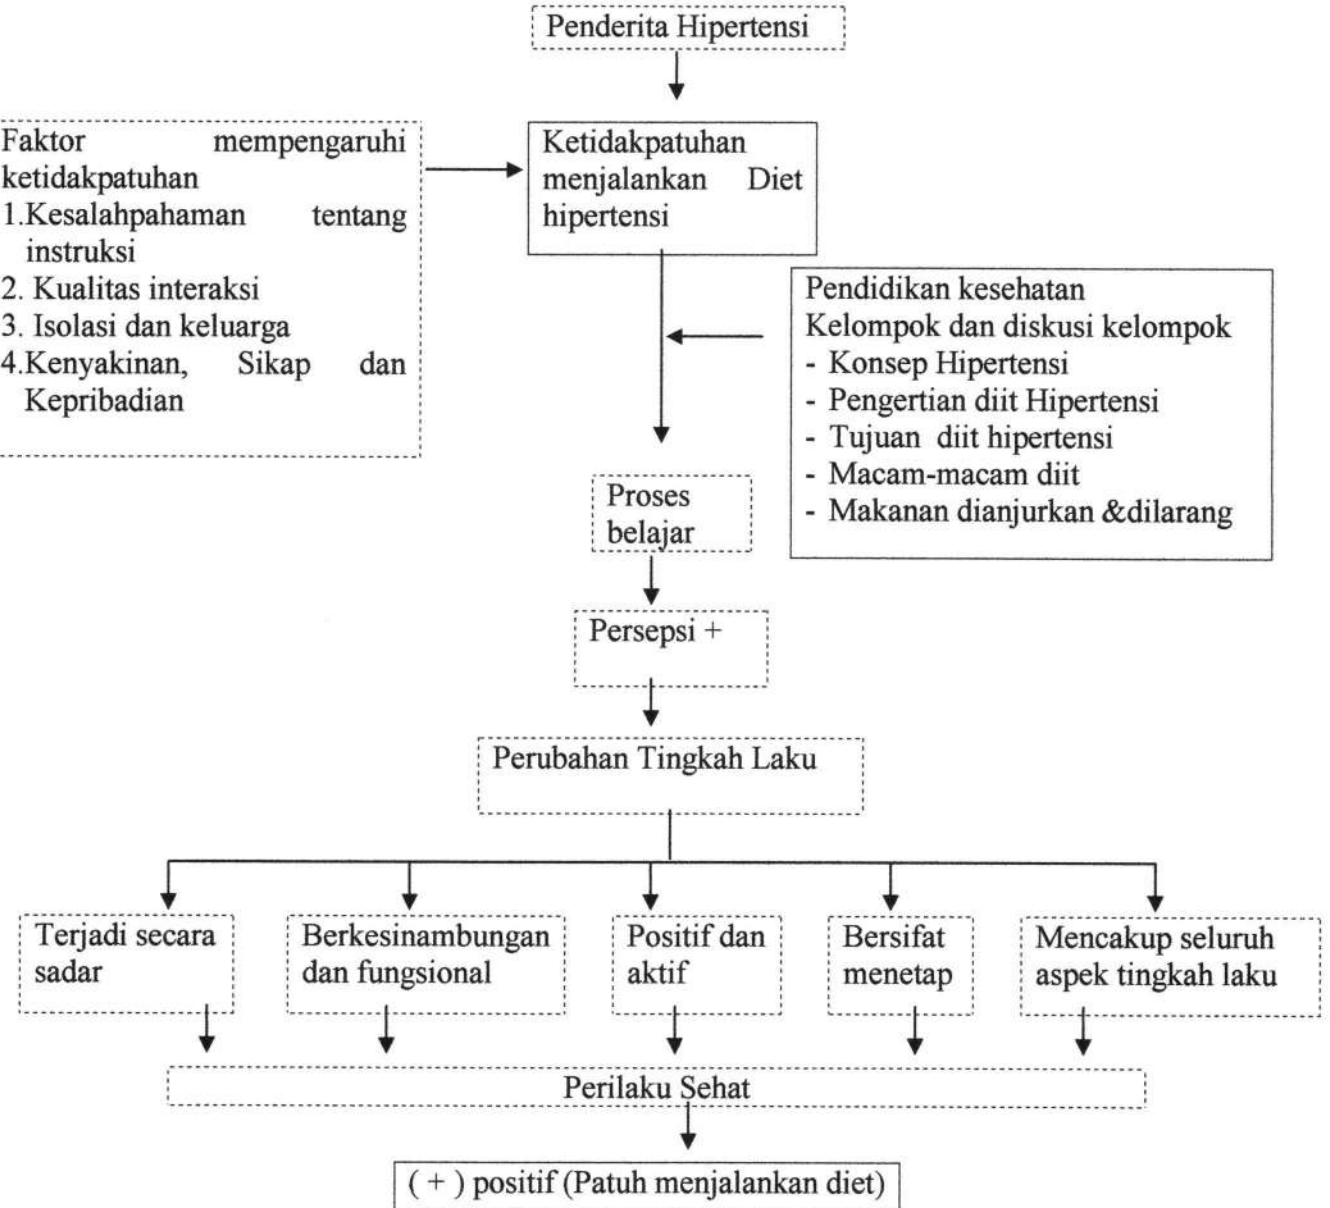 Penderita Hipertensi
Faktor mempengaruhi
ketidakpatuhan
1.Kesalahpahaman tentang
instruksi
2. Kualitas interaksi
3. Isolasi dan keluarga
4.Kenyakinan, Sikap dan
Kepribadian
Ketidakpatuhan
menjalankan Diet
hipertensi
Pendidikan kesehatan
Kelompok dan diskusi kelompok
- Konsep Hipertensi
- Pengertian diit Hipertensi
- Tujuan diit hipertensi
- Macam-macam diit
- Makanan dianjurkan &dilarang
Proses
belajar
Persepsi +
Perubahan Tingkah Laku
Terjadi secara
sadar
Berkesinambungan
dan fungsional
Positif dan
aktif
Bersifat
menetap
Mencakup seluruh
aspek tingkah laku
Perilaku Sehat
( + ) positif (Patuh menjalankan diet)